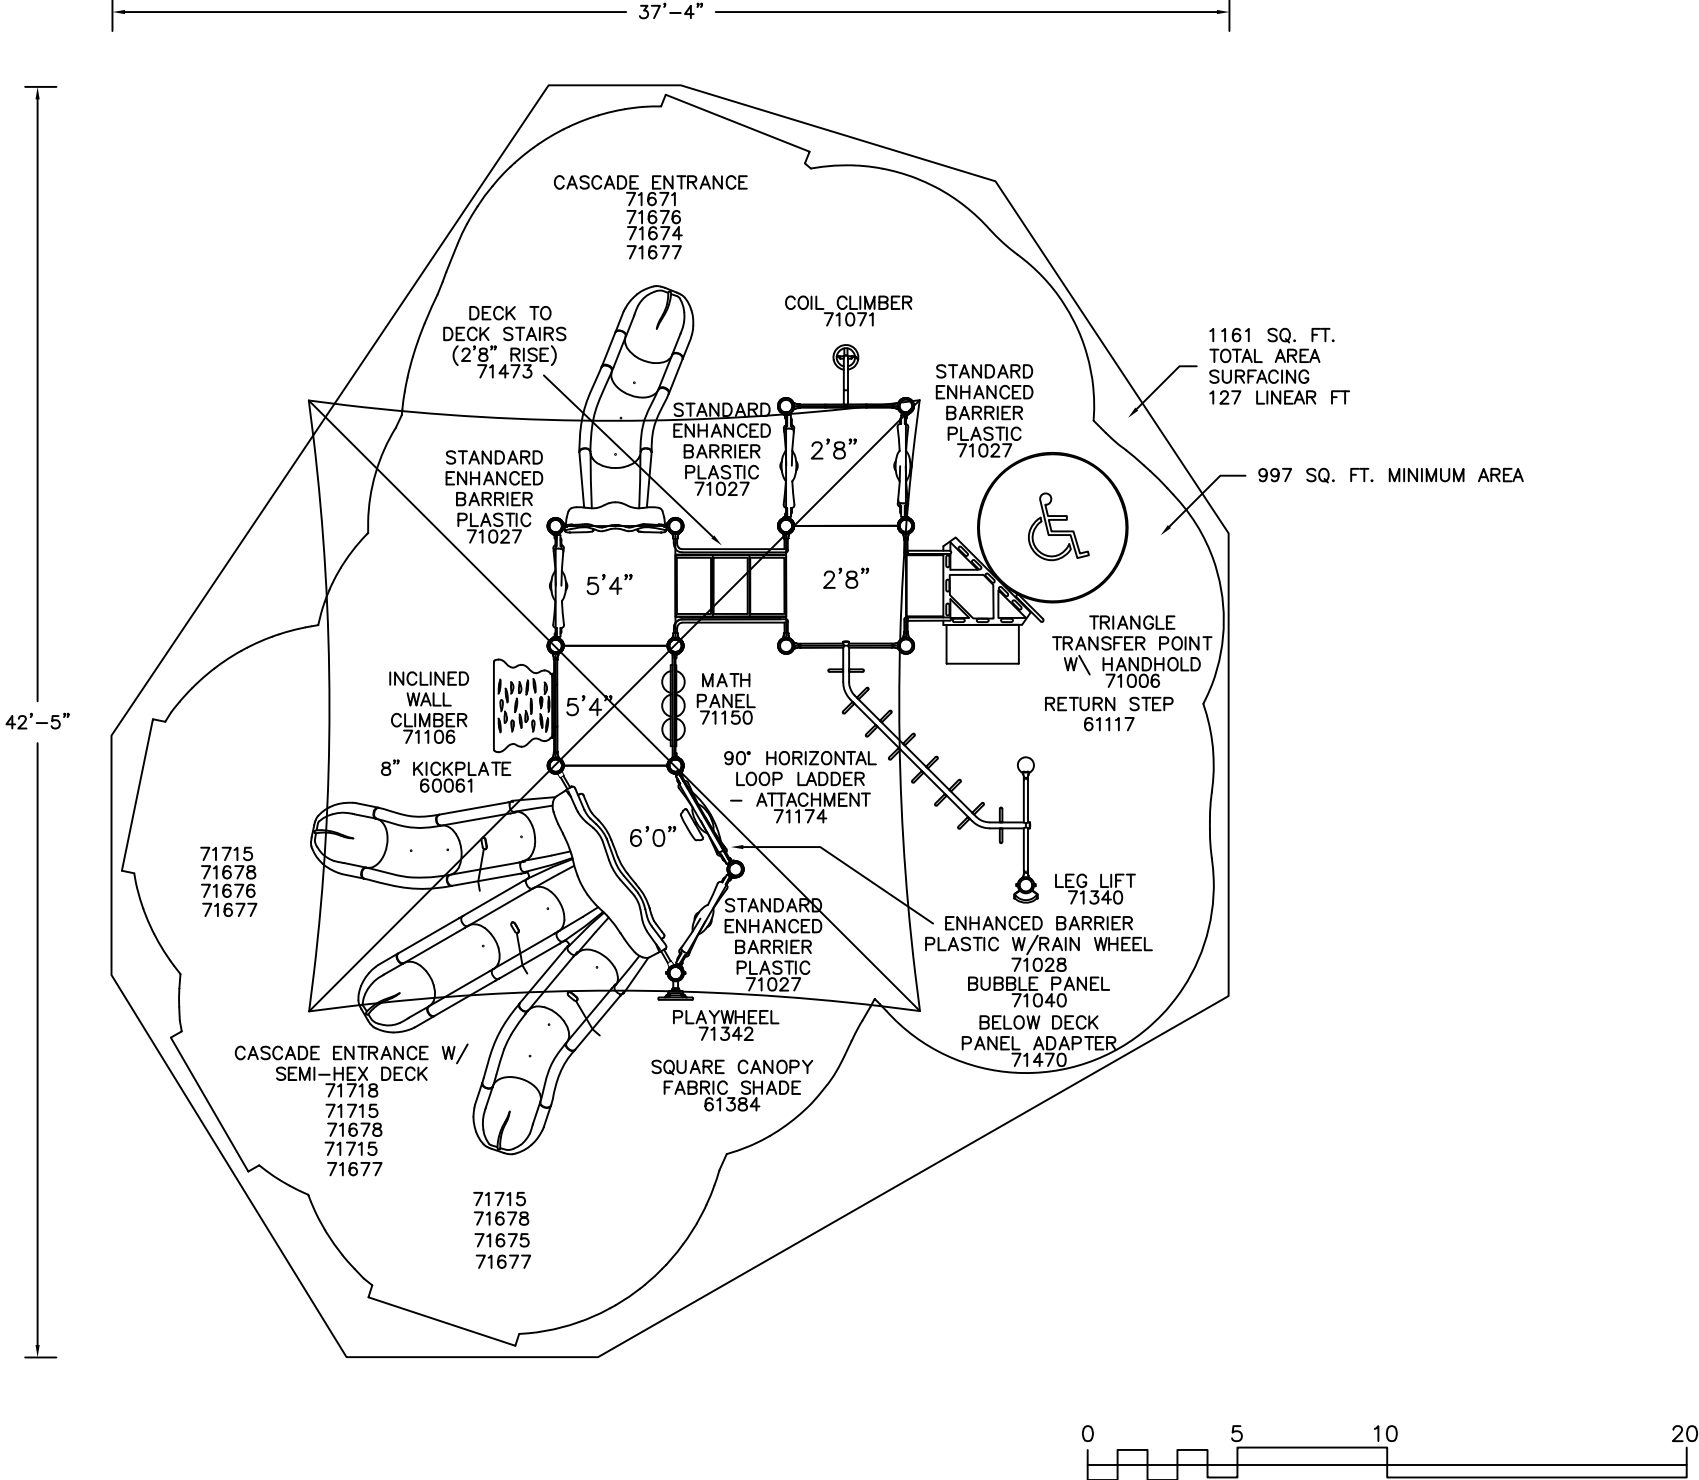 37'-4"
CASCADE ENTRANCE
71671
71676
71674
71677
DECK TO
DECK STAIRS
(2'8" RISE)
71473
COIL CLIMBER
71071
1161 SQ. FT.
TOTAL AREA
SURFACING
127 LINEAR FT
STANDARD
ENHANCED
BARRIER
PLASTIC
71027
STANDARD
ENHANCED
BARRIER
PLASTIC
71027
STANDARD
ENHANCED
BARRIER
PLASTIC
71027
2'8"
997 SQ. FT. MINIMUM AREA
5'4"
2'8"
TRIANGLE
TRANSFER POINT
W\ HANDHOLD
71006
RETURN STEP
61117
42'-5"
INCLINED
WALL
CLIMBER
71106
8" KICKPLATE
60061
5'4"
MATH
PANEL
71150
90° HORIZONTAL
LOOP LADDER
- ATTACHMENT
71174
6'0"
71715
71678
71676
71677
LEG LIFT
71340
STANDARD
ENHANCED
BARRIER
PLASTIC
71027
ENHANCED BARRIER
PLASTIC W/RAIN WHEEL
71028
BUBBLE PANEL
71040
BELOW DECK
PANEL ADAPTER
71470
PLAYWHEEL
71342
SQUARE CANOPY
FABRIC SHADE
61384
CASCADE ENTRANCE W/
SEMI-HEX DECK
71718
71715
71678
71715
71677
71715
71678
71675
71677
0 5 10 20